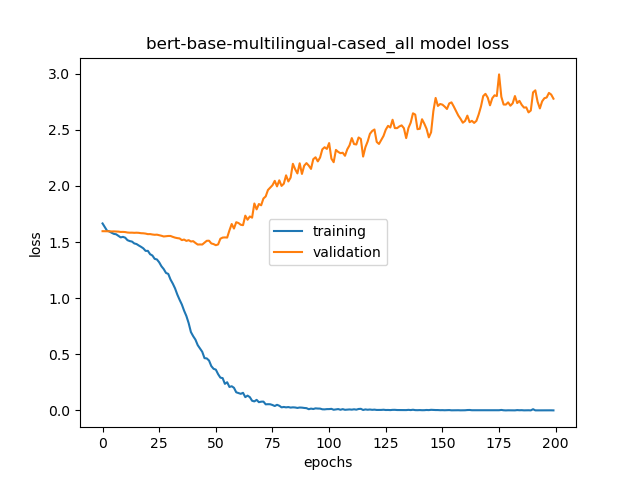 bert-base-multilingual-cased_all model loss
3.0
2.5
2.0
1.5
1.0
0.5
0.0
loss
training
validation
0 25 50 75 100 125 150 175 200
epochs